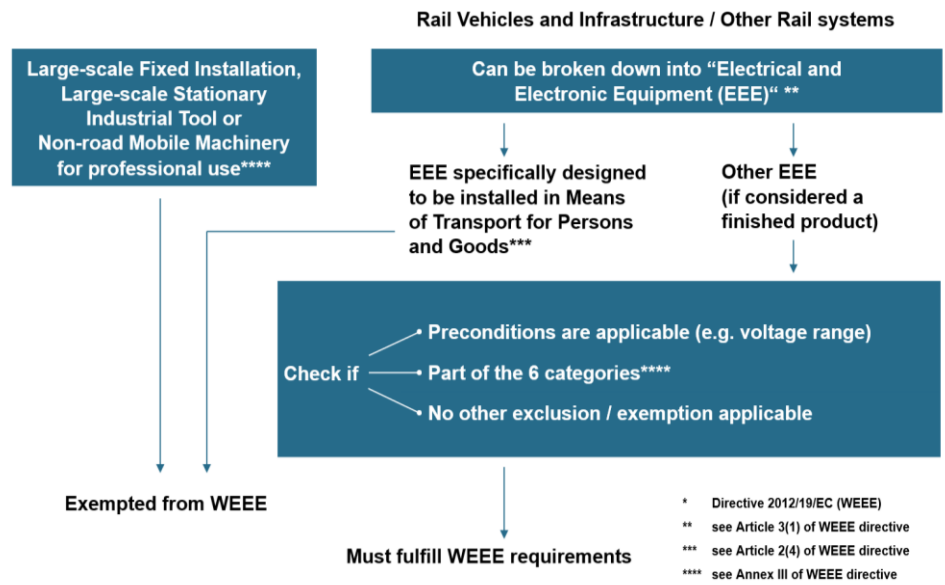 Rail Vehicles and Infrastructure / Other Rail systems
Large-scale Fixed Installation,
Large-scale Stationary
Industrial Tool or
Non-road Mobile Machinery
for professional use****
Can be broken down into “Electrical and
Electronic Equipment (EEE)“ **
EEE specifically designed
to be installed in Means
of Transport for Persons
and Goods***
Other EEE
(if considered a
finished product)
Check if
Preconditions are applicable (e.g. voltage range)
Part of the 6 categories****
No other exclusion / exemption applicable
Exempted from WEEE
Must fulfill WEEE requirements
* Directive 2012/19/EC (WEEE)
** see Article 3(1) of WEEE directive
*** see Article 2(4) of WEEE directive
**** see Annex III of WEEE directive